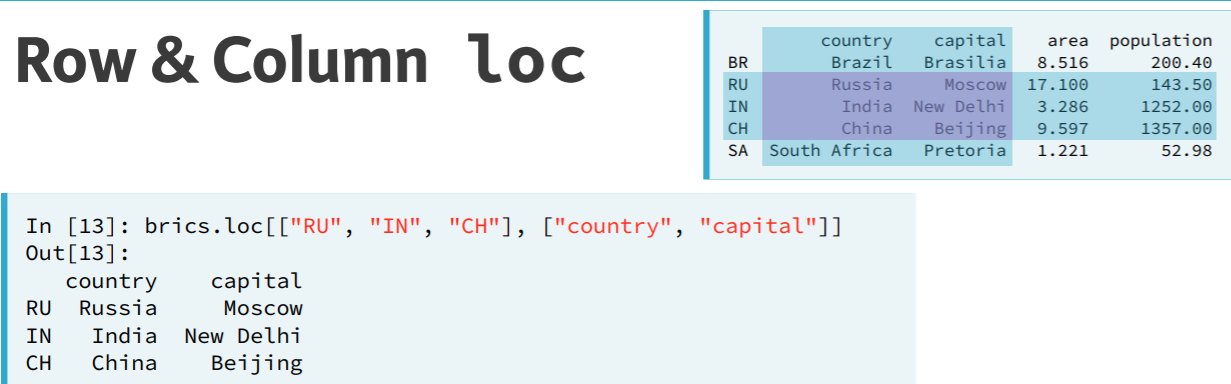 Row & Column loc
country capital area population
BR Brazil Brasilia 8.516 200.40
RU Russia Moscow 17.100 143.50
IN India New Delhi 3.286 1252.00
CH China Beijing 9.597 1357.00
SA South Africa Pretoria 1.221 52.98
In [13]: brics.loc[["RU", "IN", "CH"], ["country", "capital"]]
Out[13]:
country capital
RU Russia Moscow
IN India New Delhi
CH China Beijing